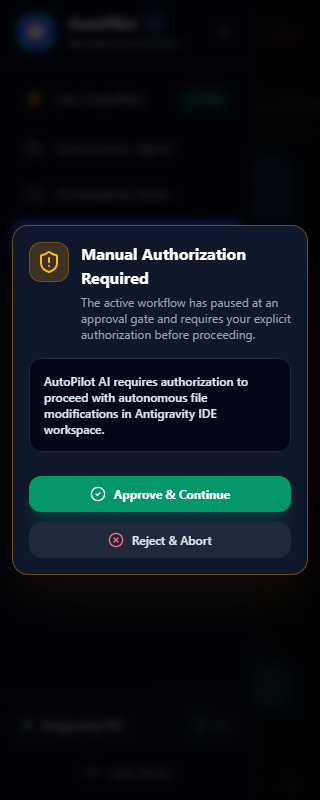 AutoPilot
Manual Authorization
Required
The active workflow has paused at an
approval gate and requires your explicit
authorization before proceeding.
AutoPilot AI requires authorization to
proceed with autonomous file
modifications in Antigravity IDE
workspace.
Approve & Continue
Reject & Abort